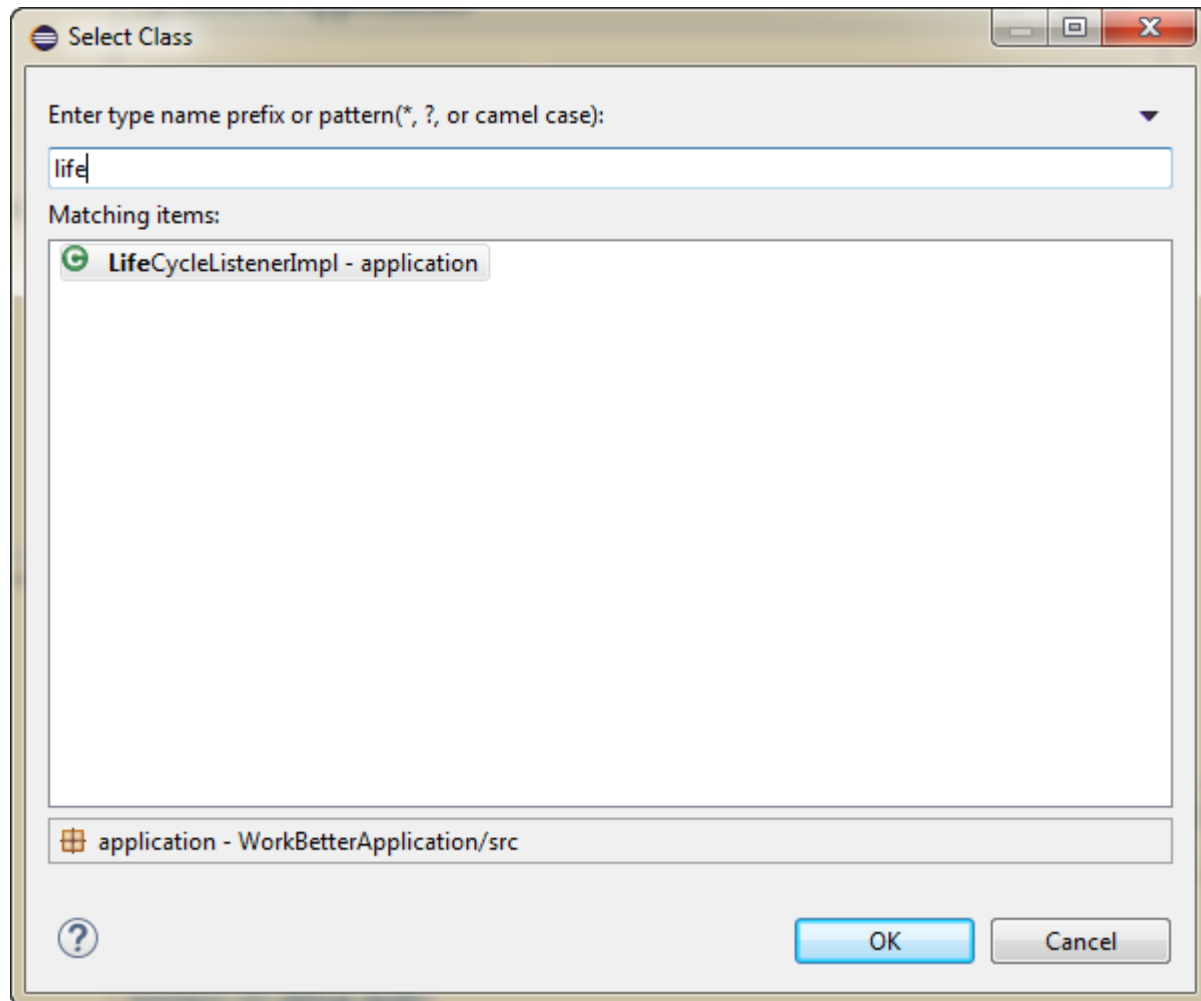 Select Class
Enter type name prefix or pattern(*, ?, or camel case):
life
Matching items:
LifeCycleListenerImpl - application
application - WorkBetterApplication/src
OK Cancel